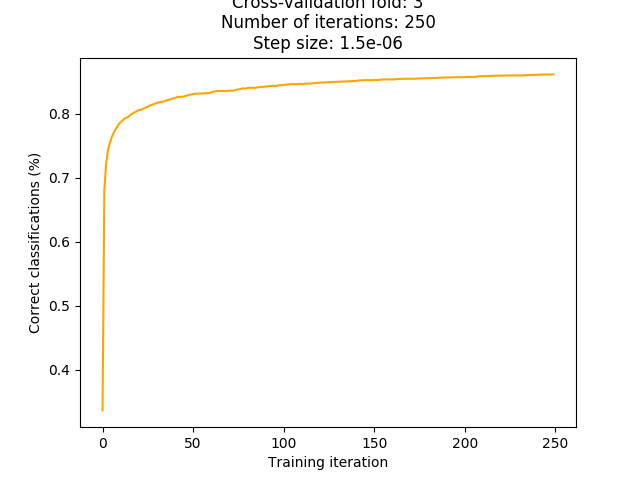 Cross-validation fold: 3
Number of iterations: 250
Step size: 1.5e-06
0.8
0.7
0.6
0.5
0.4
Correct classifications (%)
0 50 100 150 200 250
Training iteration